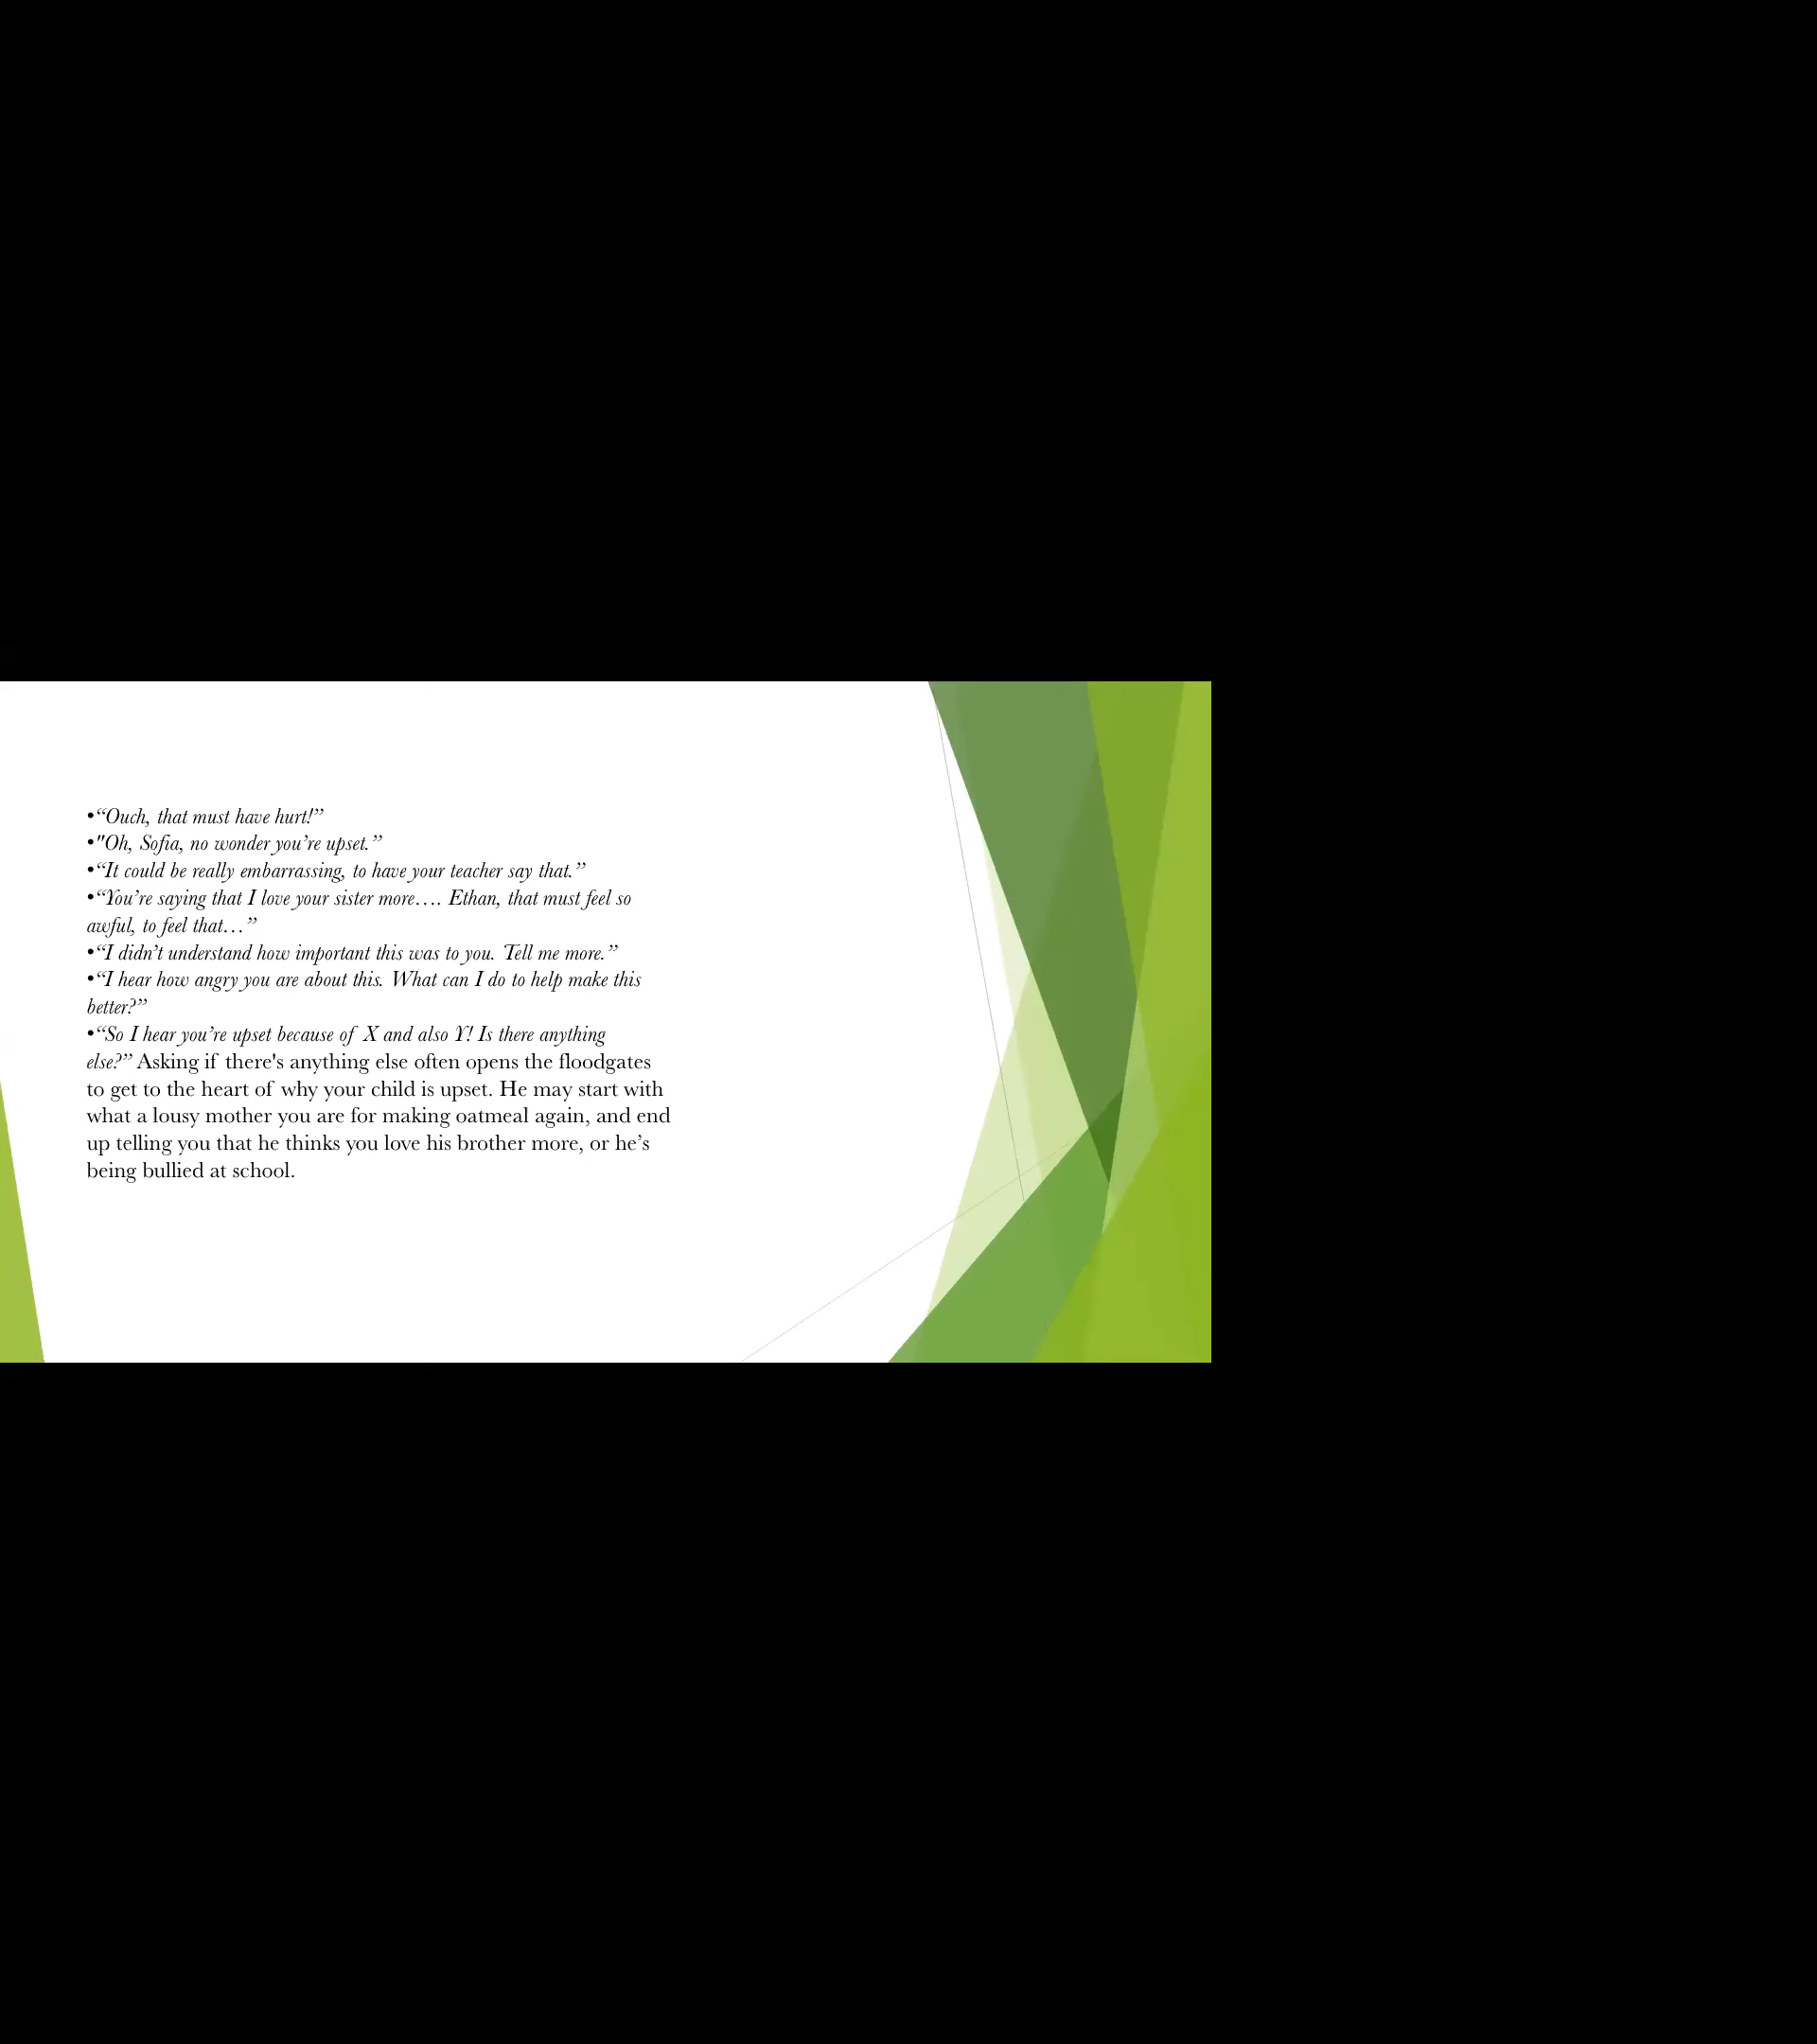 •“Ouch, that must have hurt!”
•"Oh, Sofia, no wonder you’re upset.”
•“It could be really embarrassing, to have your teacher say that.”
•“You’re saying that I love your sister more…. Ethan, that must feel so
awful, to feel that…”
•“I didn’t understand how important this was to you. Tell me more.”
•“I hear how angry you are about this. What can I do to help make this
better?”
•“So I hear you’re upset because of X and also Y! Is there anything
else?” Asking if there's anything else often opens the floodgates
to get to the heart of why your child is upset. He may start with
what a lousy mother you are for making oatmeal again, and end
up telling you that he thinks you love his brother more, or he’s
being bullied at school.